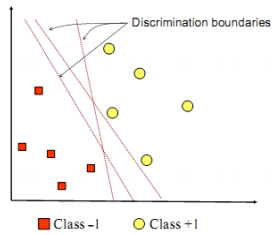 Discrimination boundaries
Class -1
Class +1